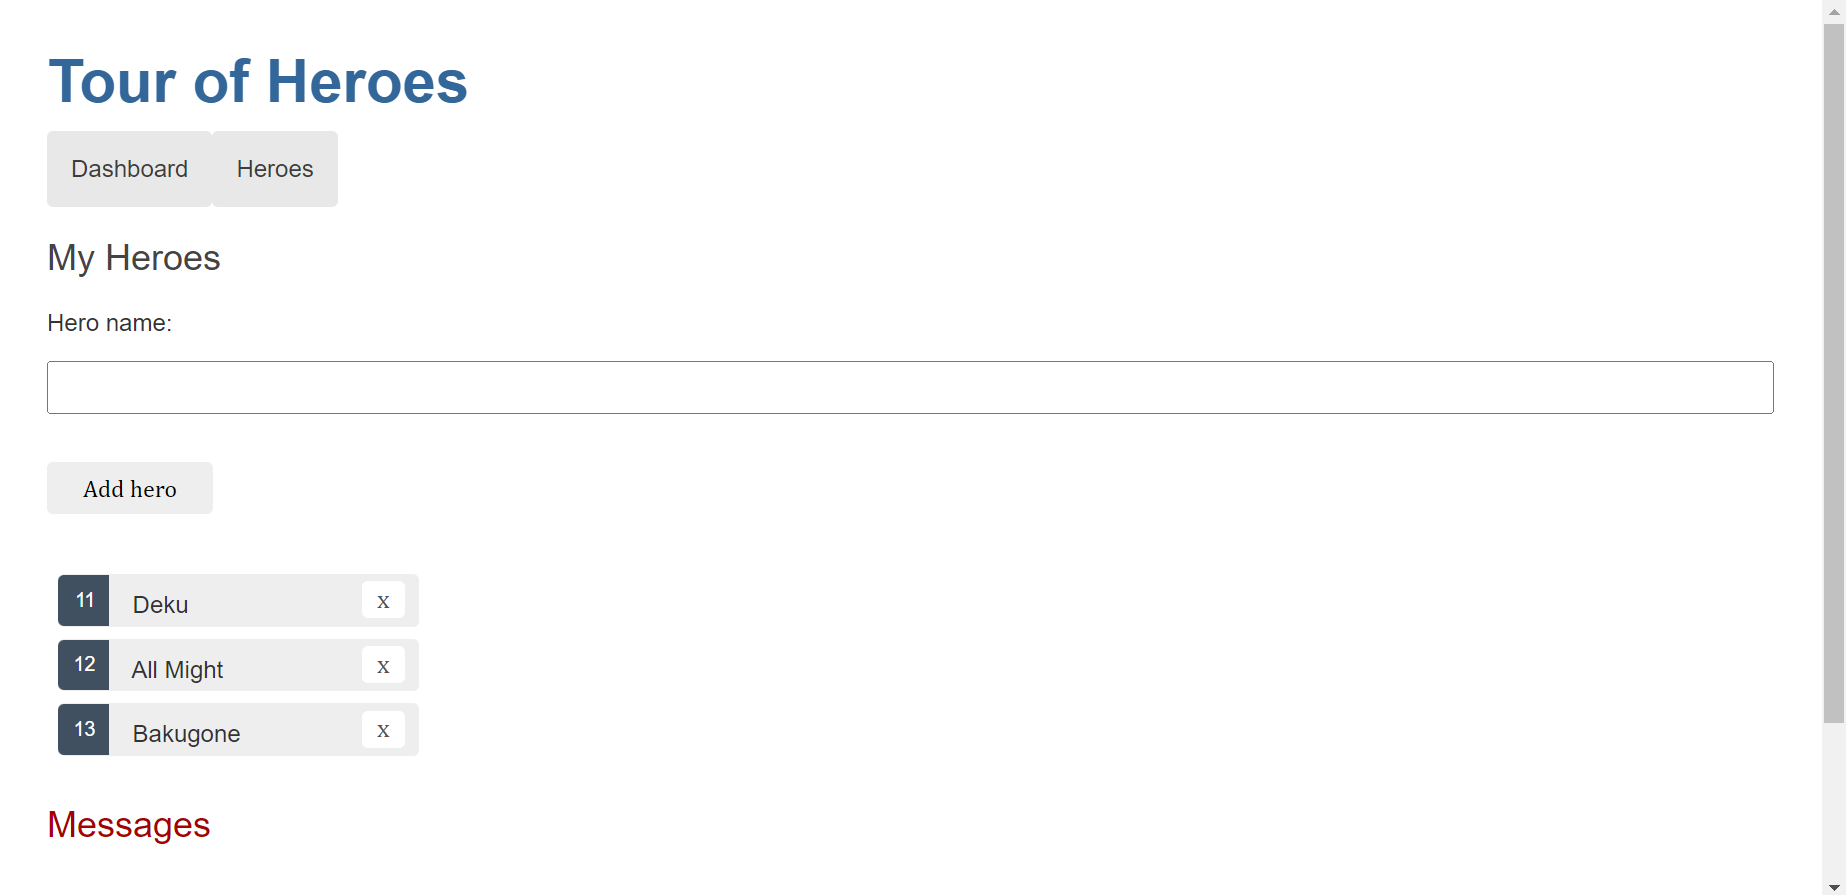 Tour of Heroes
Dashboard Heroes
My Heroes
Hero name:
Add hero
11 Deku x
12 All Might x
13 Bakugone x
Messages